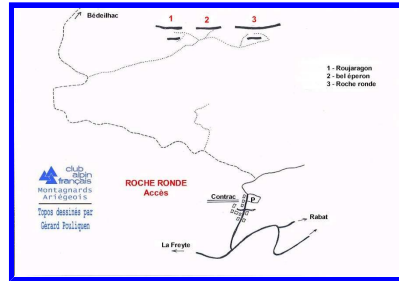 Bédeilhac
1 2 3
1 - Roujaragon
2 - bel éperon
3 - Roche ronde
club
alpin
français
Montagnards
Ariégeois
Topos dessinés par
Gérard Pouliquen
ROCHE RONDE
Accès
Contrac
P
Rabat
La Freyte